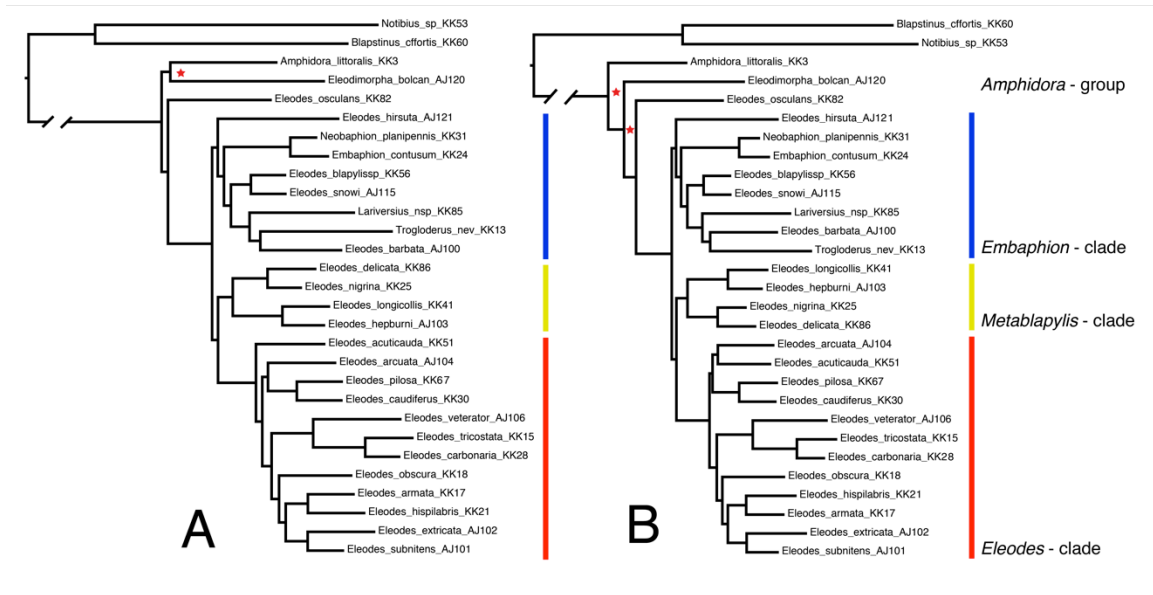 Notibius_sp_KK53
Blapstinus_cffortis_KK60
Amphidora_littoralis_KK3
Eleodimorpha_bolcan_AJ120
Eleodes_osculans_KK82
Eleodes_hirsuta_AJ121
Neobaphion_planipennis_KK31
Embaphion_contusum_KK24
Eleodes_blapylissp_KK56
Eleodes_snowi_AJ115
Lariversius_nsp_KK85
Trogloderus_nev_KK13
Eleodes_barbata_AJ100
Eleodes_delicata_KK86
Eleodes_nigrina_KK25
Eleodes_longicollis_KK41
Eleodes_hepburni_AJ103
Eleodes_acuticauda_KK51
Eleodes_arcuata_AJ104
Eleodes_pilosa_KK67
Eleodes_caudiferus_KK30
Eleodes_veterator_AJ106
Eleodes_tricostata_KK15
Eleodes_carbonaria_KK28
Eleodes_obscura_KK18
Eleodes_armata_KK17
Eleodes_hispilabris_KK21
Eleodes_extricata_AJ102
Eleodes_subnitens_AJ101
A
Blapstinus_cffortis_KK60
Notibius_sp_KK53
Amphidora_littoralis_KK3
Eleodimorpha_bolcan_AJ120
Eleodes_osculans_KK82
Eleodes_hirsuta_AJ121
Neobaphion_planipennis_KK31
Embaphion_contusum_KK24
Eleodes_blapylissp_KK56
Eleodes_snowi_AJ115
Lariversius_nsp_KK85
Eleodes_barbata_AJ100
Trogloderus_nev_KK13
Eleodes_longicollis_KK41
Eleodes_hepburni_AJ103
Eleodes_nigrina_KK25
Eleodes_delicata_KK86
Eleodes_arcuata_AJ104
Eleodes_acuticauda_KK51
Eleodes_pilosa_KK67
Eleodes_caudiferus_KK30
Eleodes_veterator_AJ106
Eleodes_tricostata_KK15
Eleodes_carbonaria_KK28
Eleodes_obscura_KK18
Eleodes_hispilabris_KK21
Eleodes_armata_KK17
Eleodes_extricata_AJ102
Eleodes_subnitens_AJ101
B
Amphidora - group
Embaphion - clade
Metablapylis - clade
Eleodes - clade